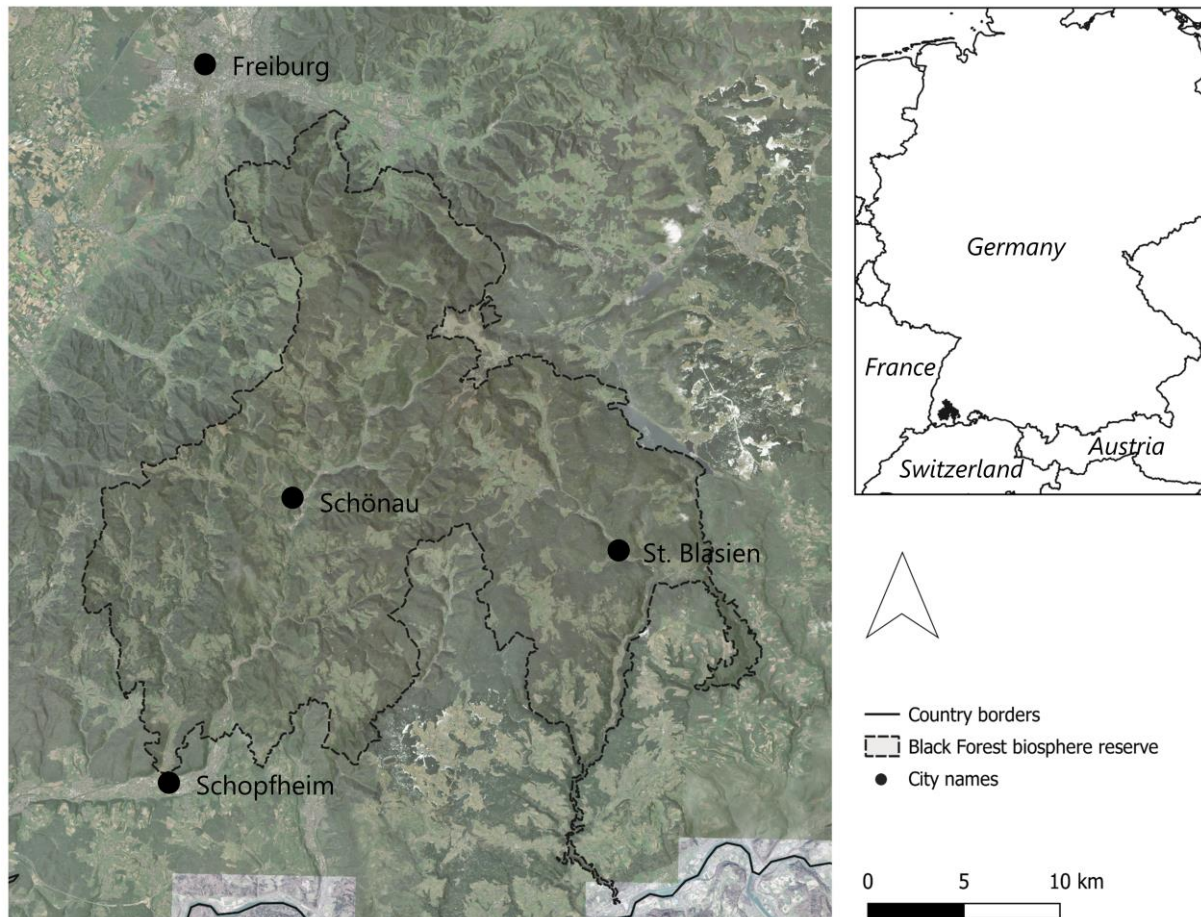 Freiburg
Schönau
St. Blasien
Schopfheim
Germany
France
Switzerland
Austria
Country borders
Black Forest biosphere reserve
City names
0 5 10 km